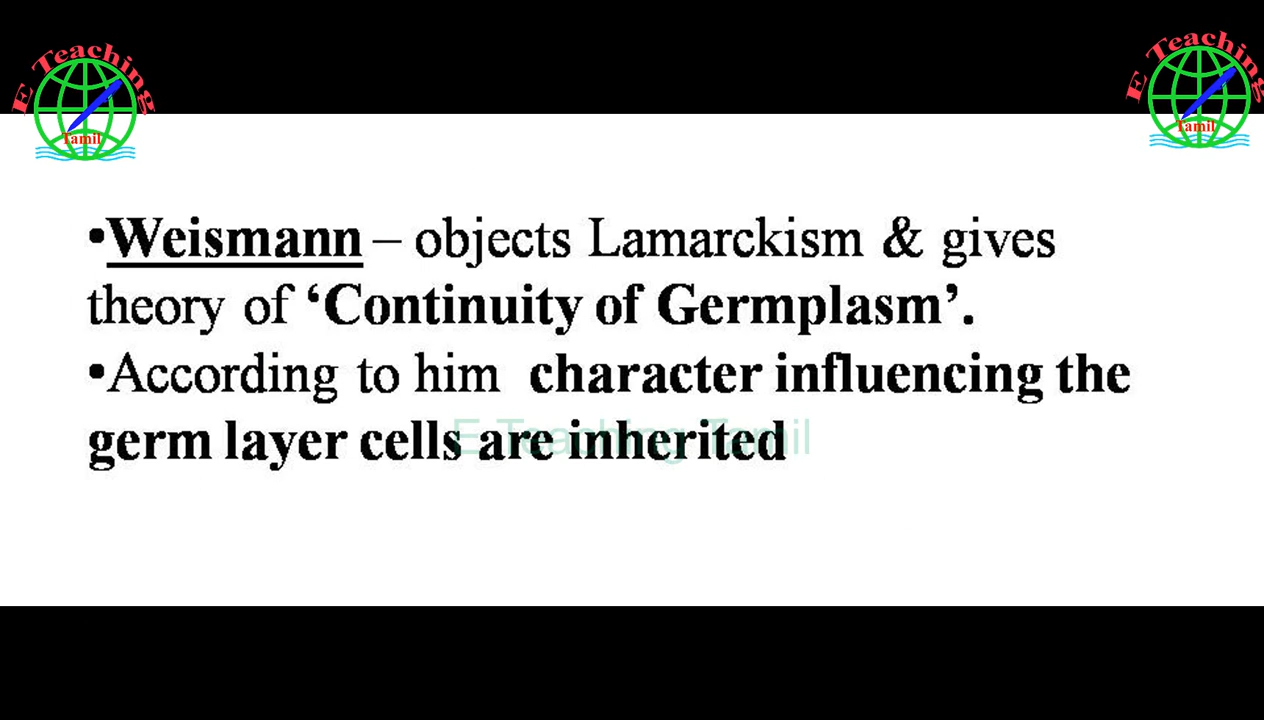 E Teaching
Tamil
E Teaching
Tamil
•Weismann – objects Lamarckism & gives
theory of ‘Continuity of Germplasm’.
•According to him character influencing the
germ layer cells are inherited
E Teaching Tamil